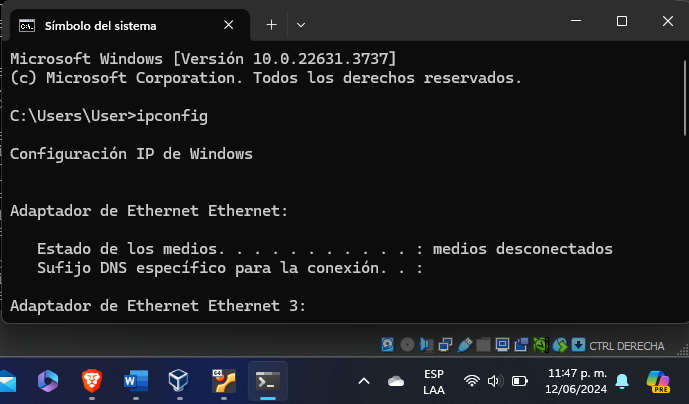 Símbolo del sistema
Microsoft Windows [Versión 10.0.22631.3737]
(c) Microsoft Corporation. Todos los derechos reservados.
C:\Users\User>ipconfig
Configuración IP de Windows
Adaptador de Ethernet Ethernet:
Estado de los medios. . . . . . . . . . . : medios desconectados
Sufijo DNS específico para la conexión. . :
Adaptador de Ethernet Ethernet 3:
CTRL DERECHA
ESP
LAA
11:47 p. m.
12/06/2024
PRE